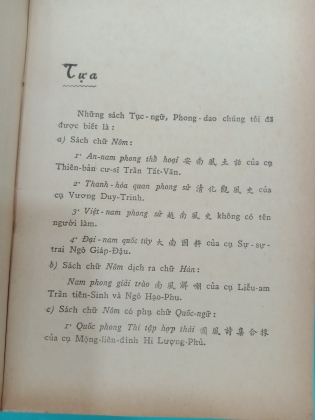 Tựa
Những sách Tục-ngữ, Phong-dao chúng tôi đã
được biết là :
a) Sách chữ Nôm :
1· An-nam phong thổ hoại 安南風土話 của cụ
Thiên-bản cư-sĩ Trần Tất-Văn.
2· Thanh-hóa quan phong sử 清化觀風史 của
cụ Vương Duy-Trinh.
3· Việt-nam phong sử 越南風史 không có tên
người làm.
4· Đại-nam quốc túy 大南國粹 của cụ Sự-sự-
trai Ngô Giáp-Đậu.
b) Sách chữ Nôm dịch ra chữ Hán :
Nam phong giải trào 南風解嘲 của cụ Liễu-am
Trần tiên-Sinh và Ngô Hạo-Phu.
c) Sách chữ Nôm có phụ chữ Quốc-ngữ :
1· Quốc phong Thi tập hợp thái 國風詩集合採
của cụ Mộng-liên-đình Hi Lượng-Phủ.